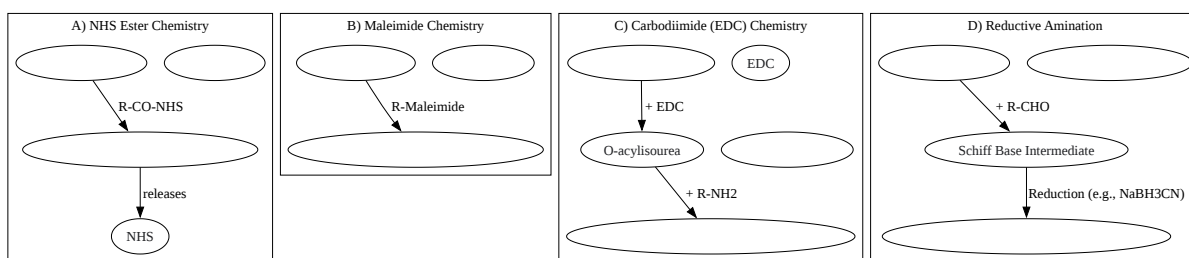 A) NHS Ester Chemistry
R-CO-NHS
releases
NHS
B) Maleimide Chemistry
R-Maleimide
C) Carbodiimide (EDC) Chemistry
EDC
+ EDC
O-acylisourea
+ R-NH2
D) Reductive Amination
+ R-CHO
Schiff Base Intermediate
Reduction (e.g., NaBH3CN)